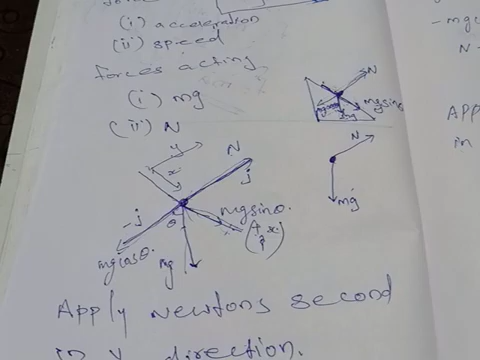 (i) acceleration
(ii) speed
forces acting
(i) mg
(ii) N
N
mgsinθ
mg
N
mg
y
x
N
j
-j
θ
mgsinθ.
mgcosθ.
mg
-mg
N
APP
in
Apply Newtons second
direction.